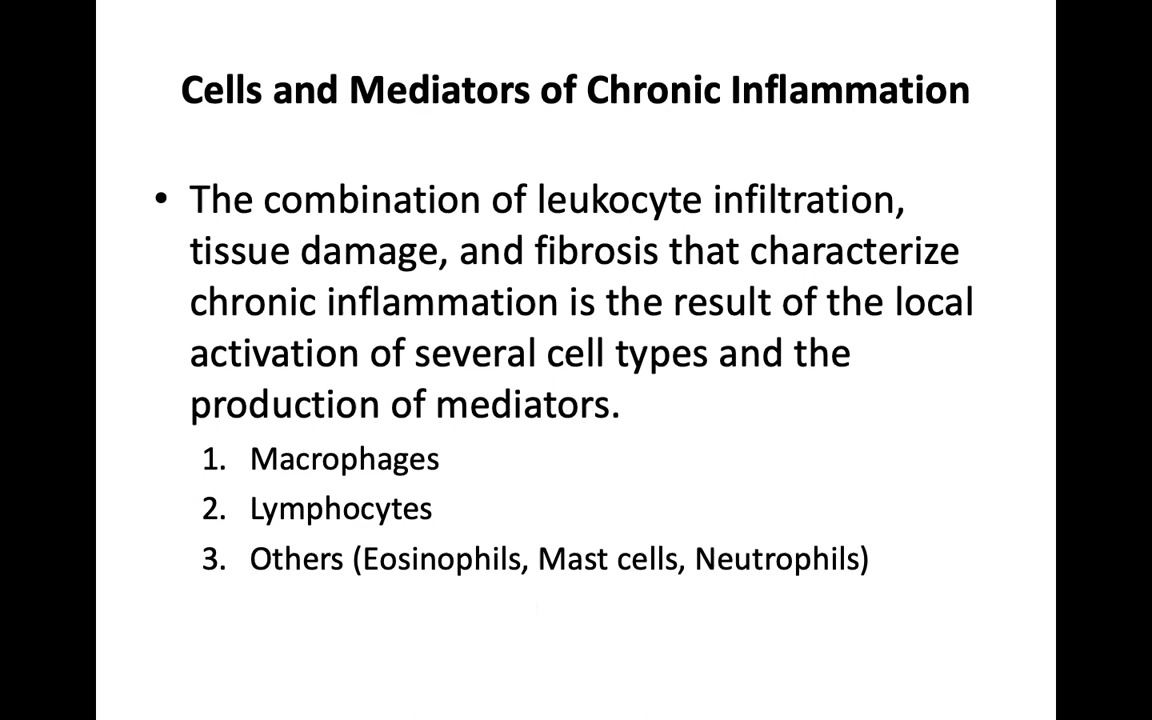 Cells and Mediators of Chronic Inflammation
• The combination of leukocyte infiltration,
tissue damage, and fibrosis that characterize
chronic inflammation is the result of the local
activation of several cell types and the
production of mediators.
1. Macrophages
2. Lymphocytes
3. Others (Eosinophils, Mast cells, Neutrophils)